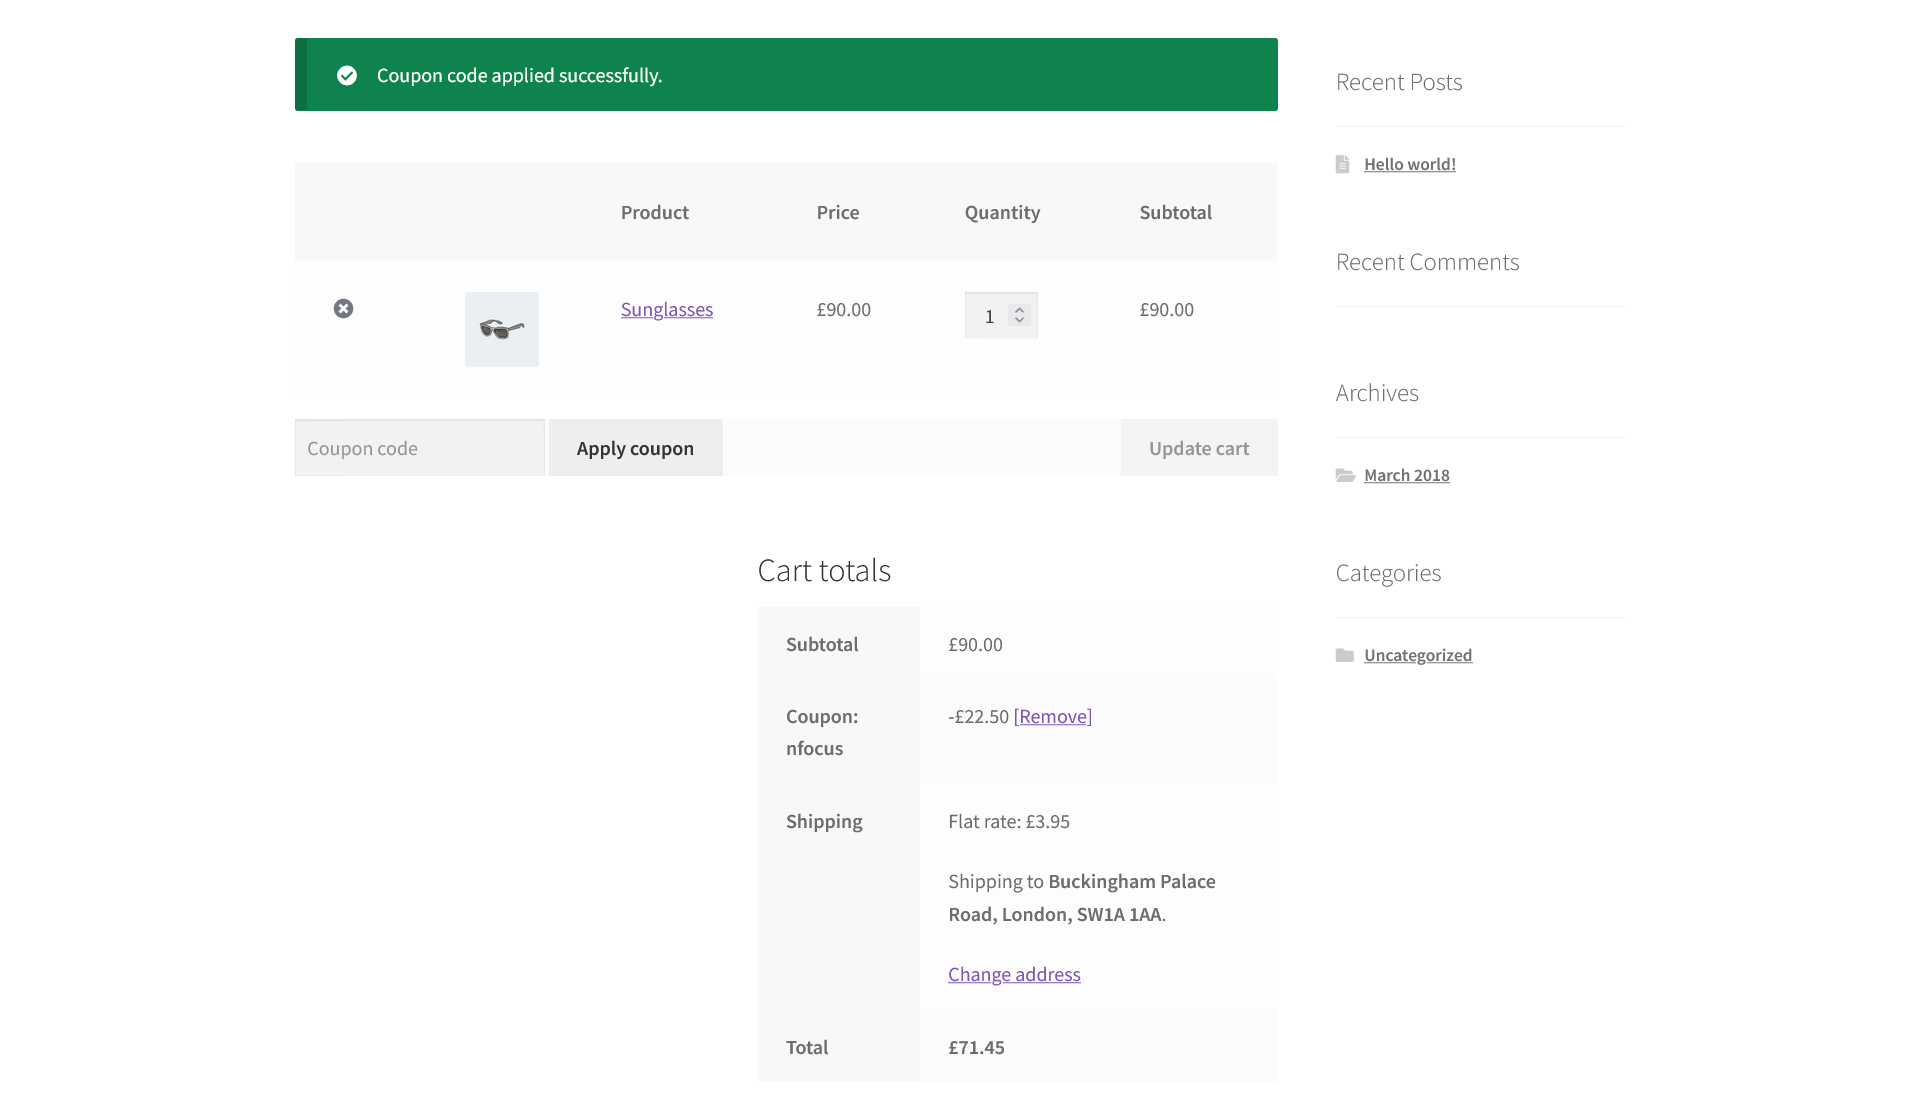 Coupon code applied successfully.
Product Price Quantity Subtotal
Sunglasses £90.00 1 £90.00
Coupon code Apply coupon Update cart
Cart totals
Subtotal £90.00
Coupon: nfocus -£22.50 [Remove]
Shipping Flat rate: £3.95
Shipping to Buckingham Palace
Road, London, SW1A 1AA.
Change address
Total £71.45
Recent Posts
Hello world!
Recent Comments
Archives
March 2018
Categories
Uncategorized